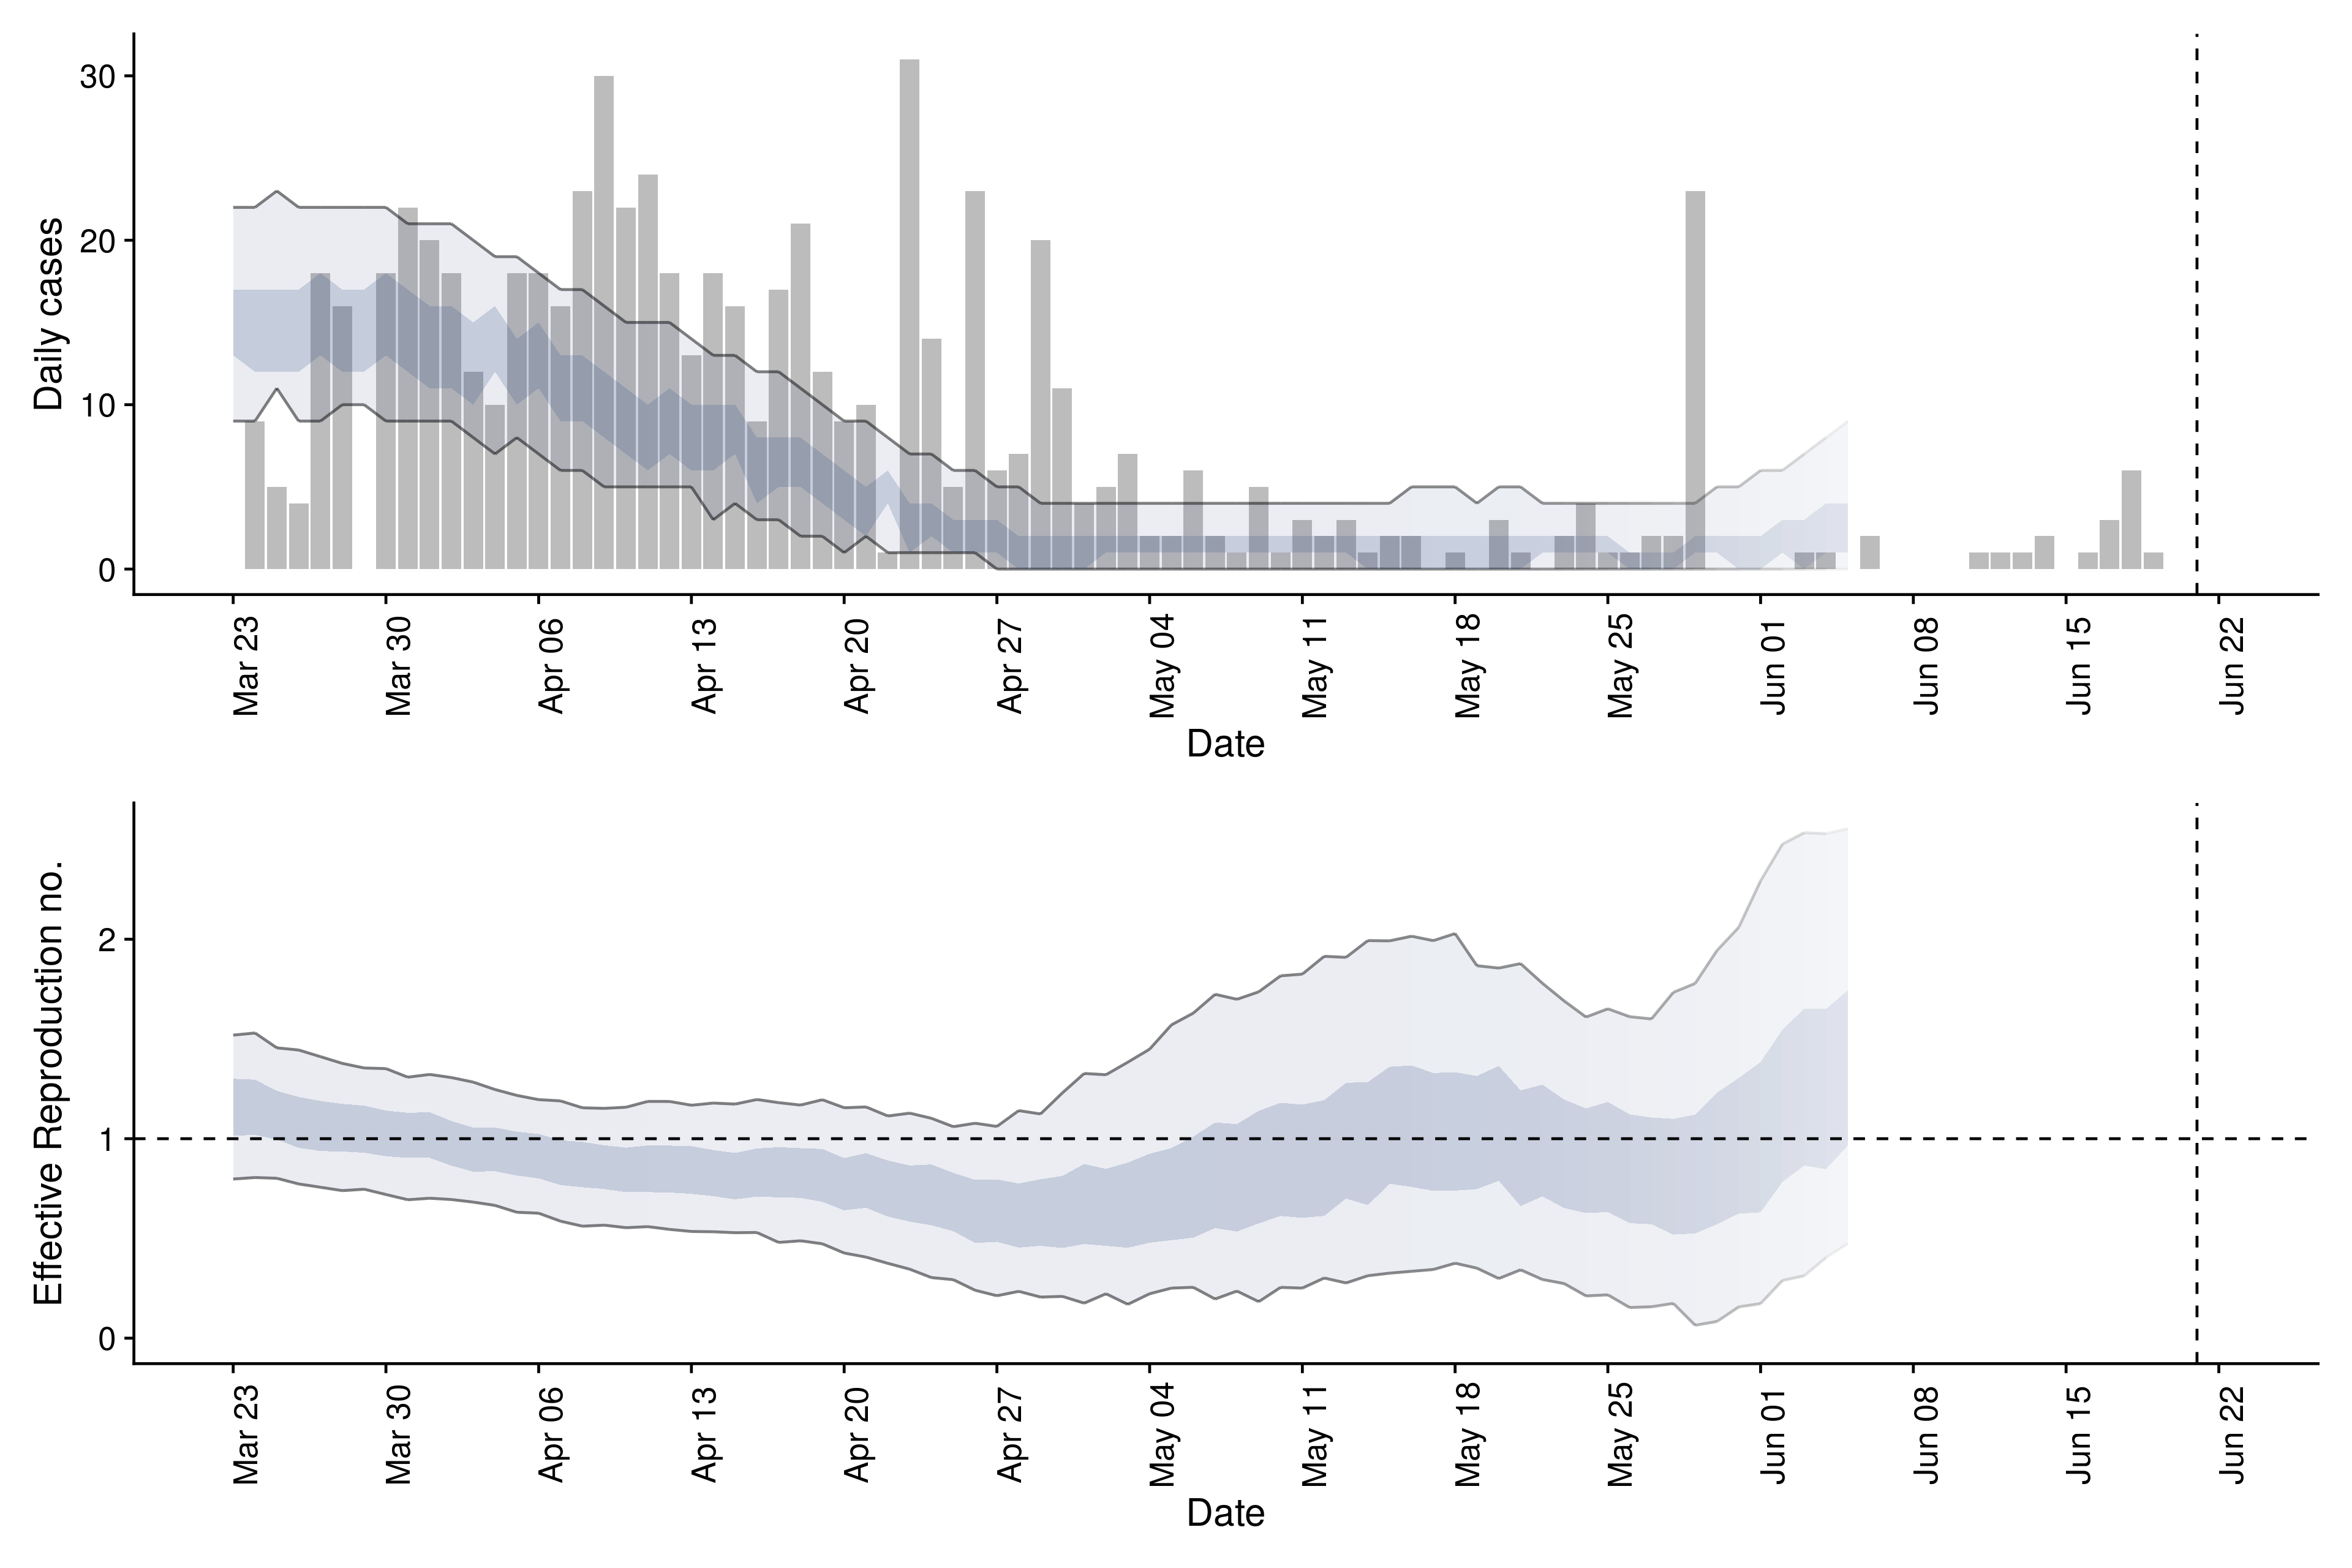 Daily cases
30
20
10
0
Mar 23
Mar 30
Apr 06
Apr 13
Apr 20
Apr 27
May 04
May 11
May 18
May 25
Jun 01
Jun 08
Jun 15
Jun 22
Date
Effective Reproduction no.
2
1
0
Mar 23
Mar 30
Apr 06
Apr 13
Apr 20
Apr 27
May 04
May 11
May 18
May 25
Jun 01
Jun 08
Jun 15
Jun 22
Date